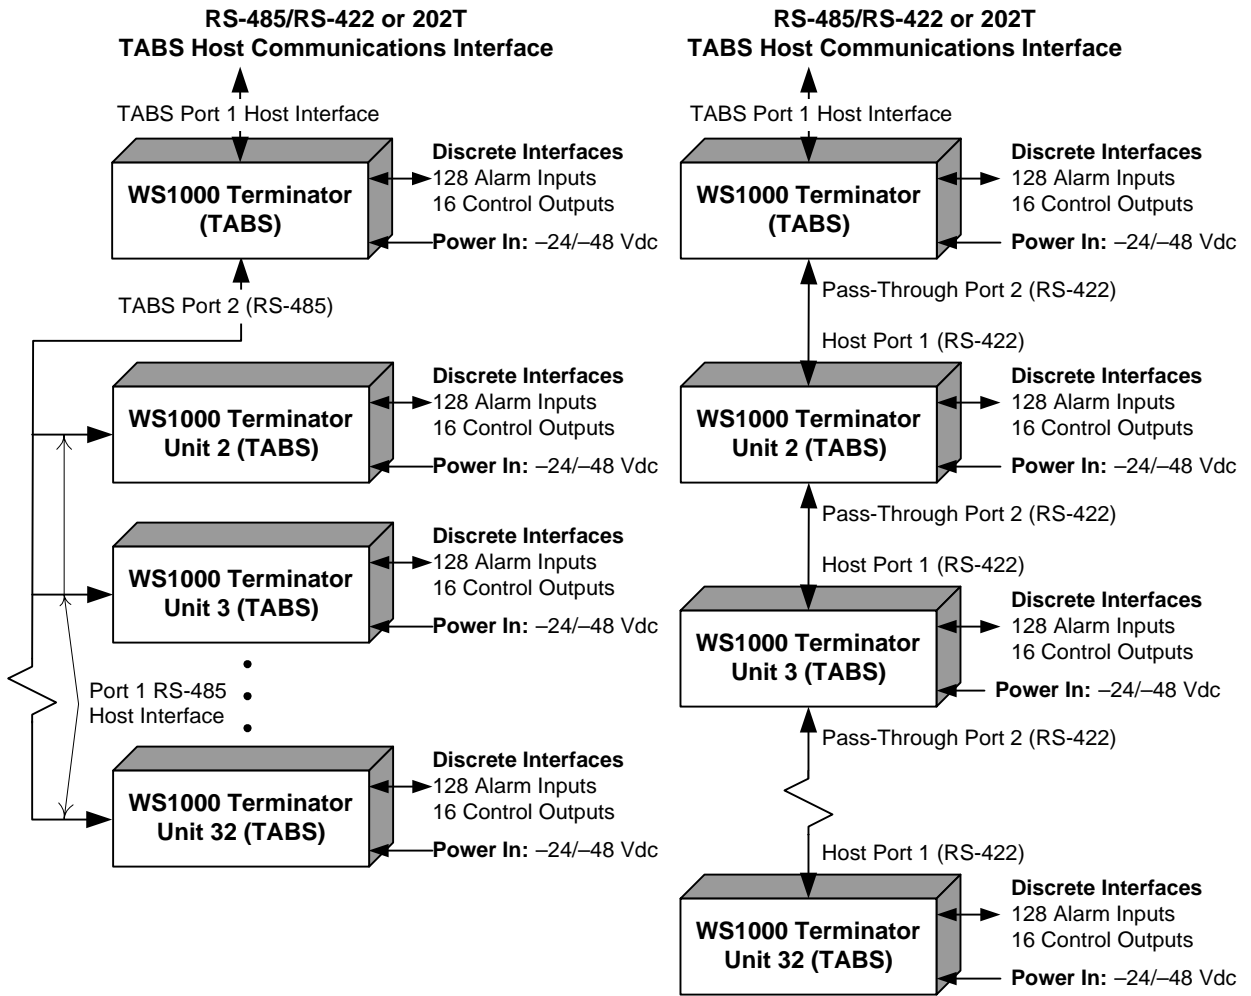 RS-485/RS-422 or 202T
TABS Host Communications Interface
TABS Port 1 Host Interface
WS1000 Terminator
(TABS)
Discrete Interfaces
128 Alarm Inputs
16 Control Outputs
Power In: –24/–48 Vdc
TABS Port 2 (RS-485)
WS1000 Terminator
Unit 2 (TABS)
Discrete Interfaces
128 Alarm Inputs
16 Control Outputs
Power In: –24/–48 Vdc
WS1000 Terminator
Unit 3 (TABS)
Discrete Interfaces
128 Alarm Inputs
16 Control Outputs
Power In: –24/–48 Vdc
Port 1 RS-485
Host Interface
WS1000 Terminator
Unit 32 (TABS)
Discrete Interfaces
128 Alarm Inputs
16 Control Outputs
Power In: –24/–48 Vdc
RS-485/RS-422 or 202T
TABS Host Communications Interface
TABS Port 1 Host Interface
WS1000 Terminator
(TABS)
Discrete Interfaces
128 Alarm Inputs
16 Control Outputs
Power In: –24/–48 Vdc
Pass-Through Port 2 (RS-422)
Host Port 1 (RS-422)
WS1000 Terminator
Unit 2 (TABS)
Discrete Interfaces
128 Alarm Inputs
16 Control Outputs
Power In: –24/–48 Vdc
Pass-Through Port 2 (RS-422)
Host Port 1 (RS-422)
WS1000 Terminator
Unit 3 (TABS)
Discrete Interfaces
128 Alarm Inputs
16 Control Outputs
Power In: –24/–48 Vdc
Pass-Through Port 2 (RS-422)
Host Port 1 (RS-422)
WS1000 Terminator
Unit 32 (TABS)
Discrete Interfaces
128 Alarm Inputs
16 Control Outputs
Power In: –24/–48 Vdc